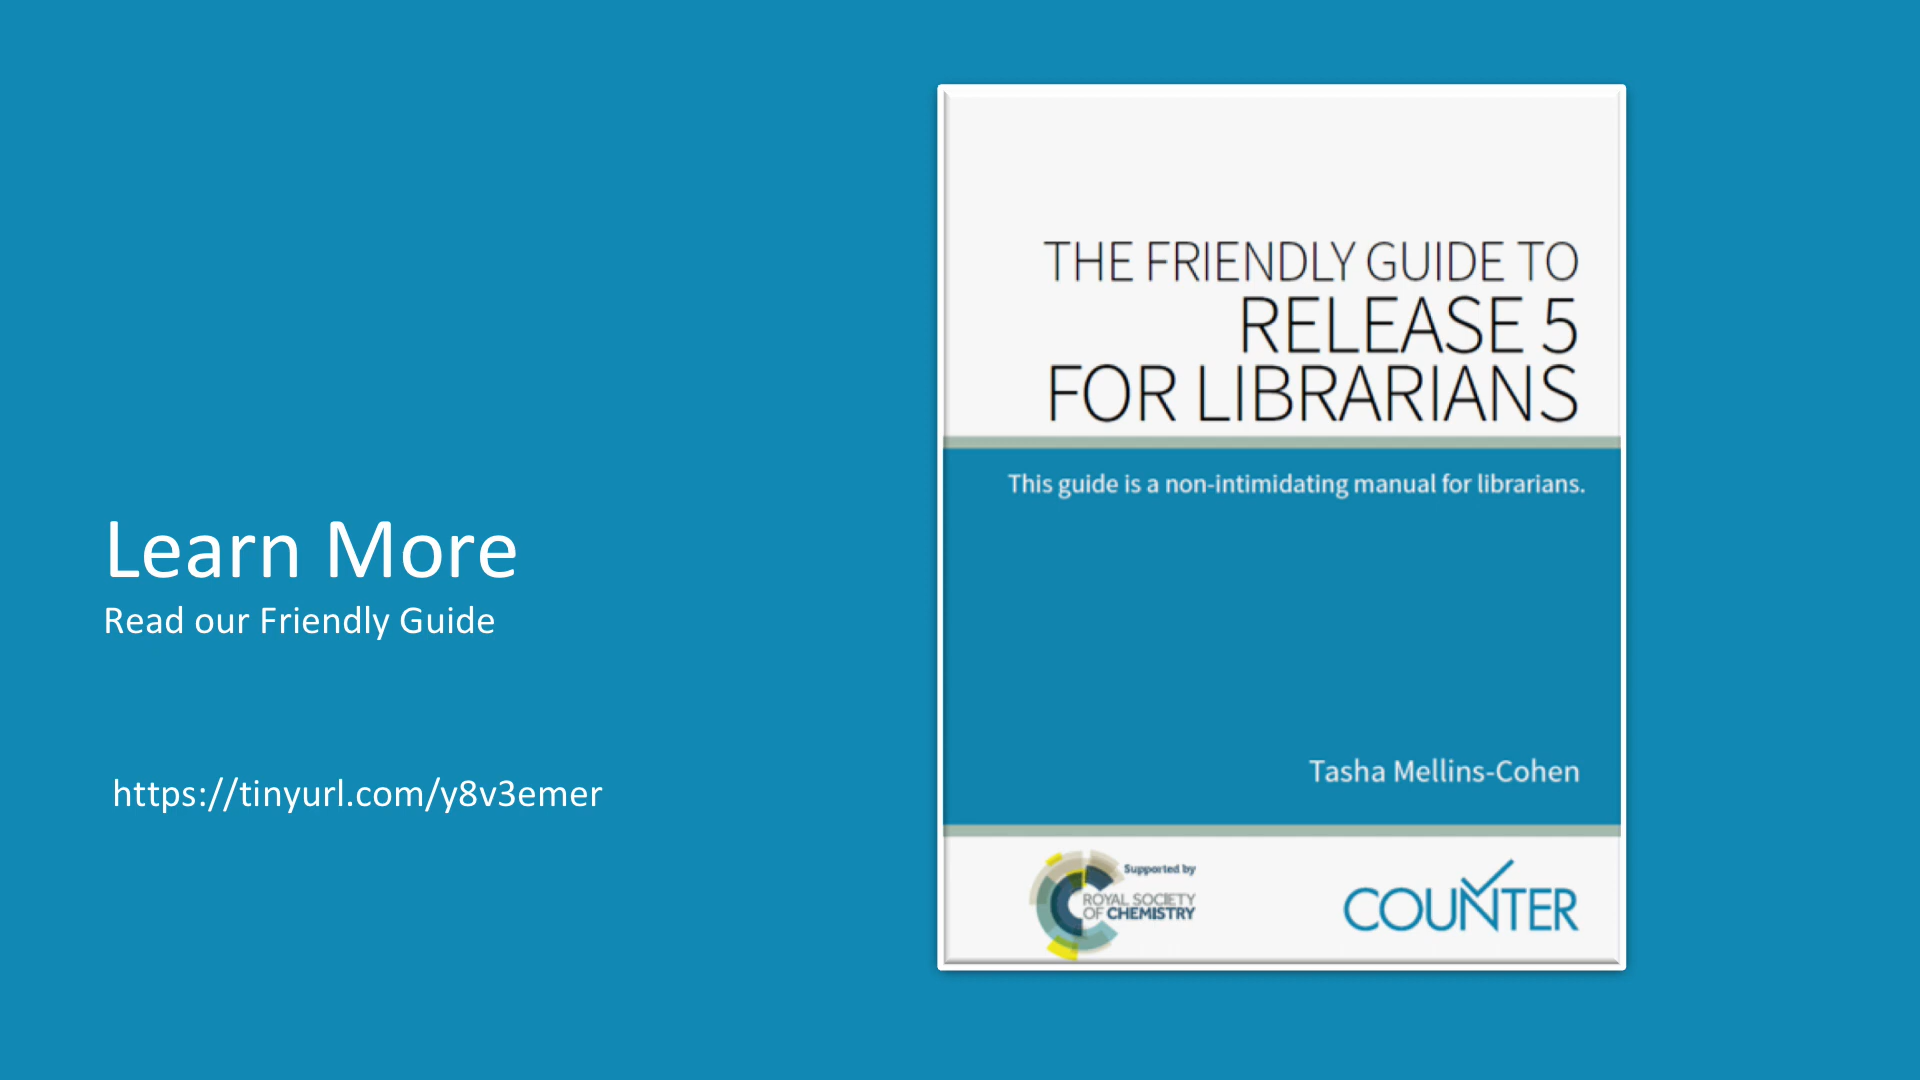 Learn More
Read our Friendly Guide
https://tinyurl.com/y8v3emer
THE FRIENDLY GUIDE TO
RELEASE 5
FOR LIBRARIANS
This guide is a non-intimidating manual for librarians.
Tasha Mellins-Cohen
Supported by
ROYAL SOCIETY
OF CHEMISTRY
COUNTER